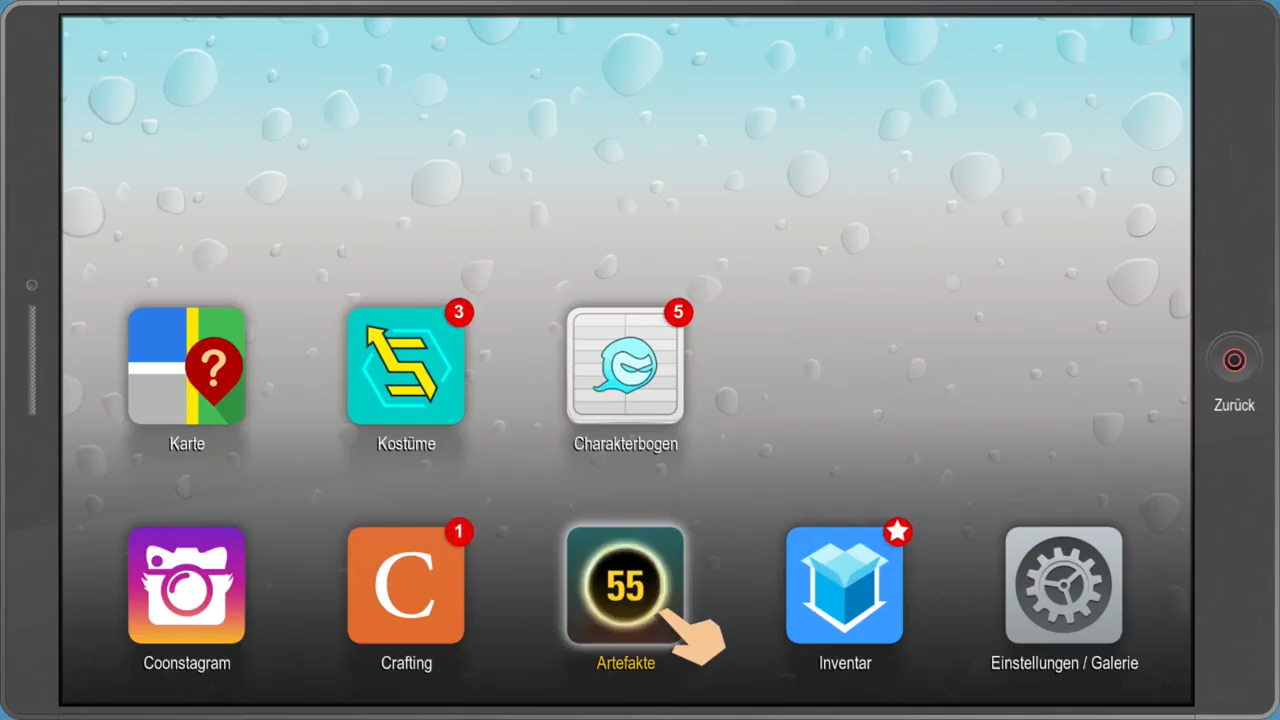 ?
3
5
Karte
Kostüme
Charakterbogen
Zurück
1
C
55
Coonstagram
Crafting
Artefakte
Inventar
Einstellungen / Galerie